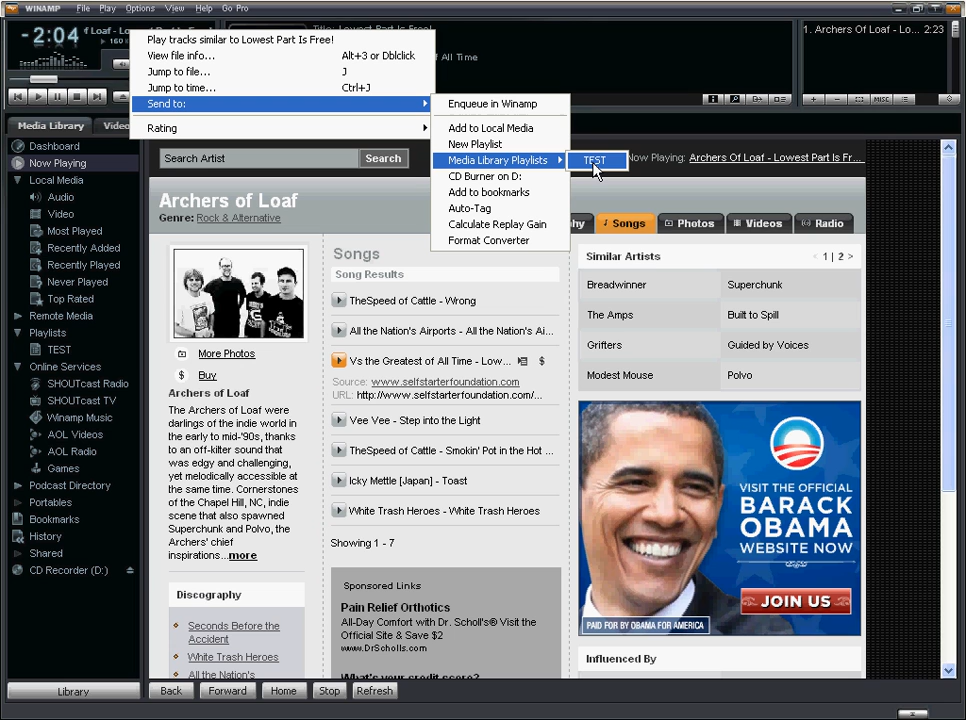 WINAMP File Play Options View Help Go Pro
-2:04
f Loaf - L
160
Title: Lowest Part Is Free!
f All Time
1. Archers Of Loaf - Lo... 2:23
MISC
Play tracks similar to Lowest Part Is Free!
View file info... Alt+3 or Dblclick
Jump to file... J
Jump to time... Ctrl+J
Send to:
Rating
Enqueue in Winamp
Add to Local Media
New Playlist
Media Library Playlists
CD Burner on D:
Add to bookmarks
Auto-Tag
Calculate Replay Gain
Format Converter
TEST
Media Library Video
Dashboard
Now Playing
Local Media
Audio
Video
Most Played
Recently Added
Recently Played
Never Played
Top Rated
Remote Media
Playlists
TEST
Online Services
SHOUTcast Radio
SHOUTcast TV
Winamp Music
AOL Videos
AOL Radio
Games
Podcast Directory
Portables
Bookmarks
History
Shared
CD Recorder (D:)
Library
Search Artist Search
Now Playing: Archers Of Loaf - Lowest Part Is Fr...
Archers of Loaf
Genre: Rock & Alternative
hy Songs Photos Videos Radio
More Photos
Buy
Archers of Loaf
The Archers of Loaf were
darlings of the indie world in
the early to mid-'90s, thanks
to an off-kilter sound that
was edgy and challenging,
yet melodically accessible at
the same time. Cornerstones
of the Chapel Hill, NC, indie
scene that also spawned
Superchunk and Polvo, the
Archers' chief
inspirations...more
Discography
Seconds Before the
Accident
White Trash Heroes
All the Nation's
Songs
Song Results
TheSpeed of Cattle - Wrong
All the Nation's Airports - All the Nation's Ai...
Vs the Greatest of All Time - Low... $
Source: www.selfstarterfoundation.com
URL: http://www.selfstarterfoundation.com/...
Vee Vee - Step into the Light
TheSpeed of Cattle - Smokin' Pot in the Hot ...
Icky Mettle [Japan] - Toast
White Trash Heroes - White Trash Heroes
Showing 1 - 7
Sponsored Links
Pain Relief Orthotics
All-Day Comfort with Dr. Scholl's® Visit the
Official Site & Save $2
www.DrScholls.com
What's your credit score?
Similar Artists < 1 | 2 >
Breadwinner Superchunk
The Amps Built to Spill
Grifters Guided by Voices
Modest Mouse Polvo
VISIT THE OFFICIAL
BARACK
OBAMA
WEBSITE NOW
JOIN US
PAID FOR BY OBAMA FOR AMERICA
Influenced By
Back Forward Home Stop Refresh